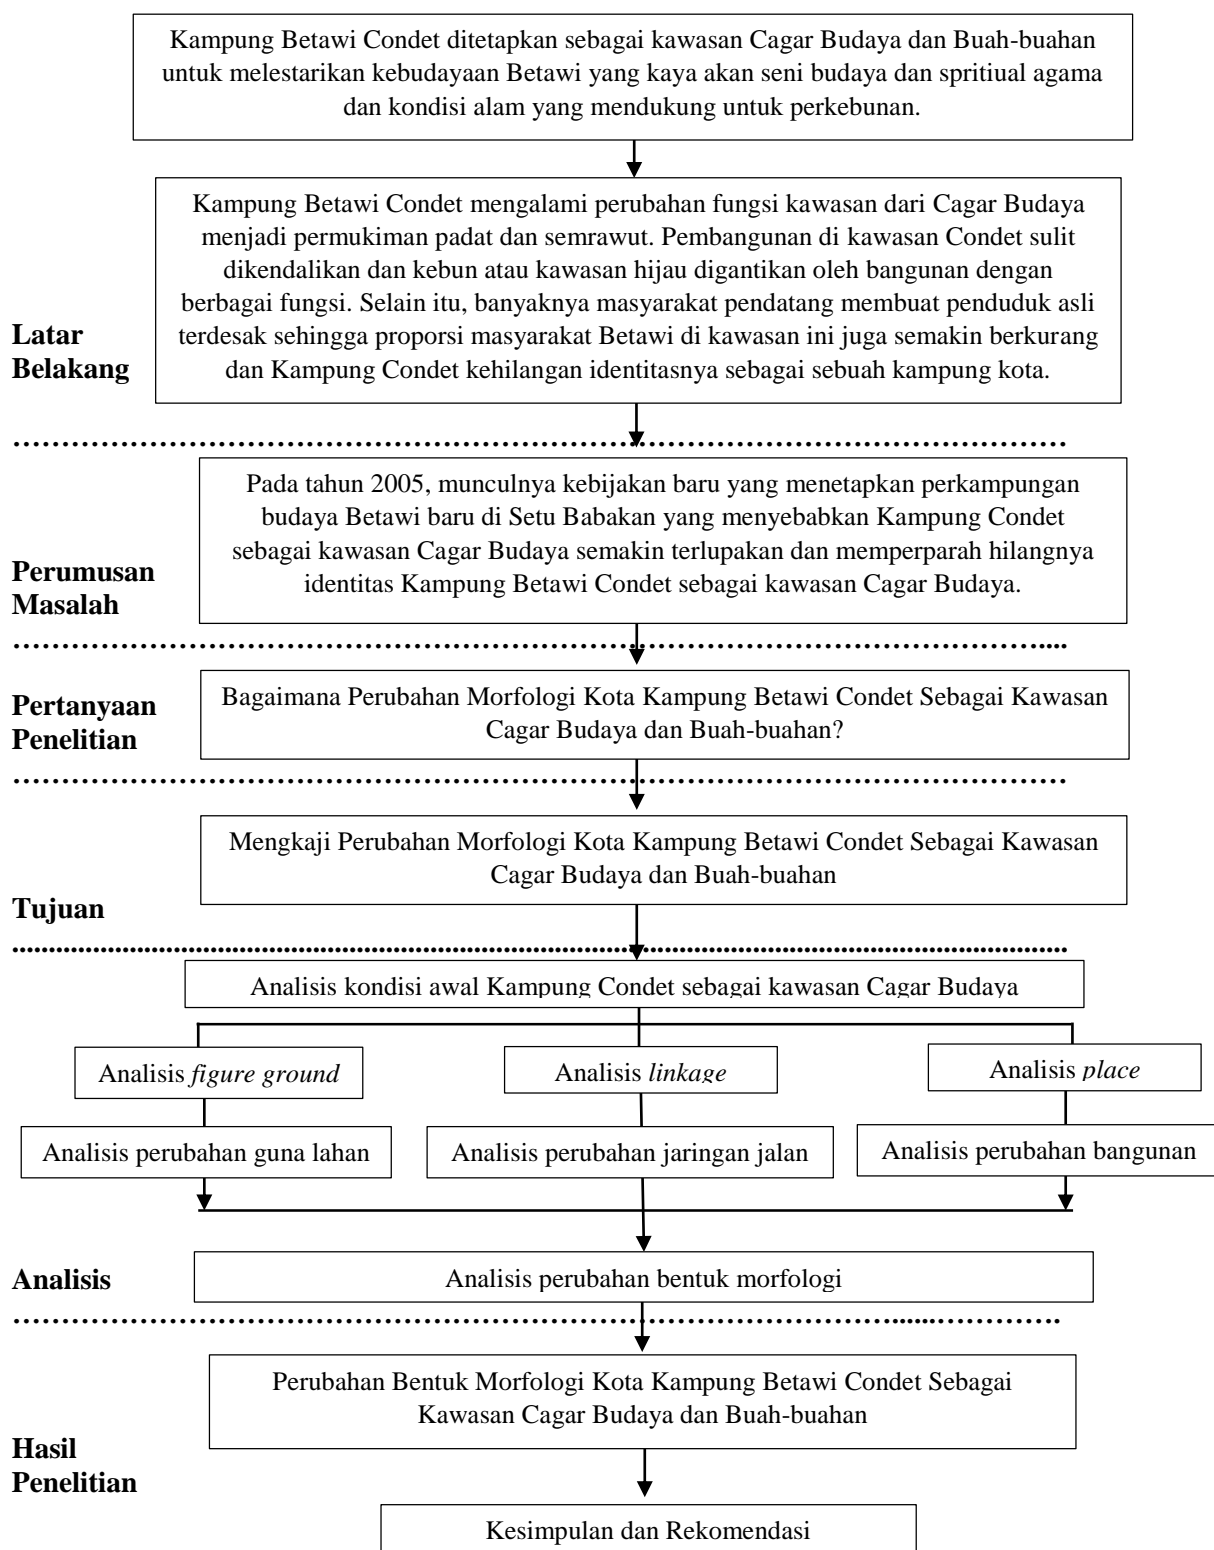 Kampung Betawi Condet ditetapkan sebagai kawasan Cagar Budaya dan Buah-buahan
untuk melestarikan kebudayaan Betawi yang kaya akan seni budaya dan spritiual agama
dan kondisi alam yang mendukung untuk perkebunan.
Kampung Betawi Condet mengalami perubahan fungsi kawasan dari Cagar Budaya
menjadi permukiman padat dan semrawut. Pembangunan di kawasan Condet sulit
dikendalikan dan kebun atau kawasan hijau digantikan oleh bangunan dengan
berbagai fungsi. Selain itu, banyaknya masyarakat pendatang membuat penduduk asli
terdesak sehingga proporsi masyarakat Betawi di kawasan ini juga semakin berkurang
dan Kampung Condet kehilangan identitasnya sebagai sebuah kampung kota.
Latar
Belakang
Pada tahun 2005, munculnya kebijakan baru yang menetapkan perkampungan
budaya Betawi baru di Setu Babakan yang menyebabkan Kampung Condet
sebagai kawasan Cagar Budaya semakin terlupakan dan memperparah hilangnya
identitas Kampung Betawi Condet sebagai kawasan Cagar Budaya.
Perumusan
Masalah
Bagaimana Perubahan Morfologi Kota Kampung Betawi Condet Sebagai Kawasan
Cagar Budaya dan Buah-buahan?
Pertanyaan
Penelitian
Mengkaji Perubahan Morfologi Kota Kampung Betawi Condet Sebagai Kawasan
Cagar Budaya dan Buah-buahan
Tujuan
Analisis kondisi awal Kampung Condet sebagai kawasan Cagar Budaya
Analisis figure ground
Analisis linkage
Analisis place
Analisis perubahan guna lahan
Analisis perubahan jaringan jalan
Analisis perubahan bangunan
Analisis
Analisis perubahan bentuk morfologi
Perubahan Bentuk Morfologi Kota Kampung Betawi Condet Sebagai
Kawasan Cagar Budaya dan Buah-buahan
Hasil
Penelitian
Kesimpulan dan Rekomendasi